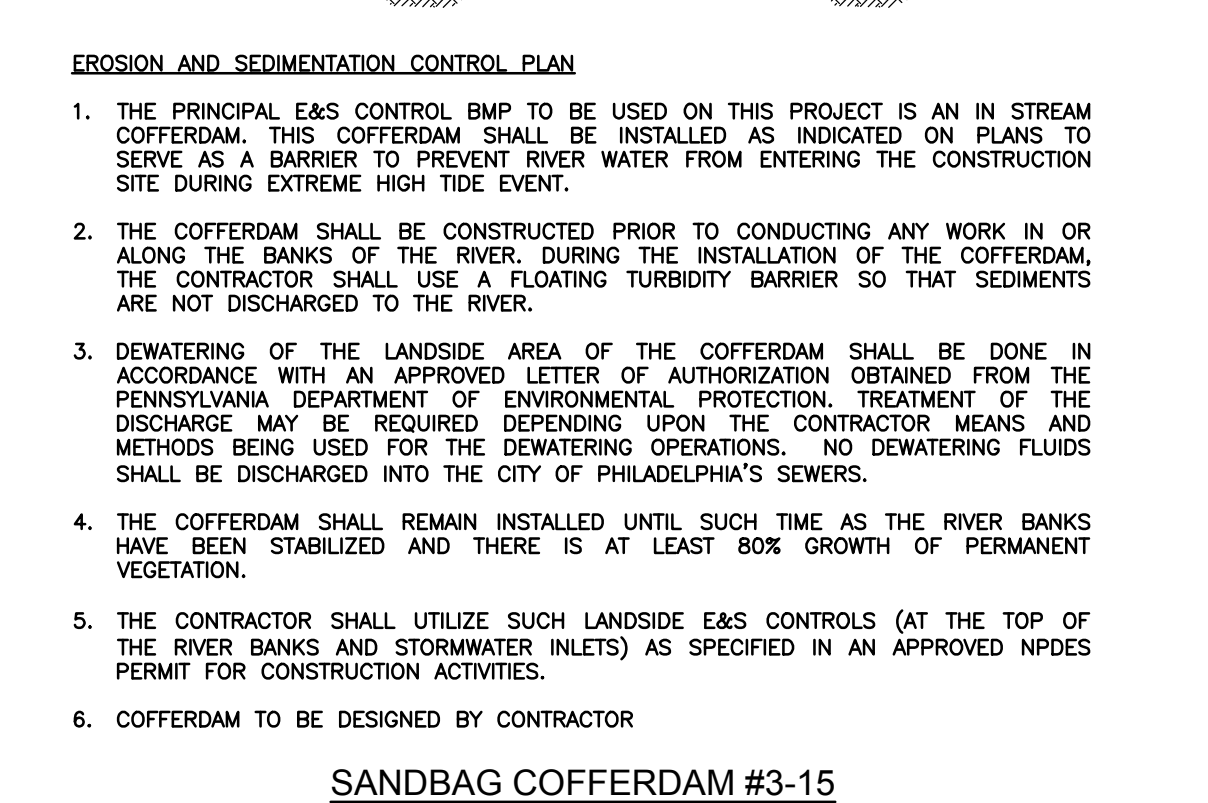 EROSION AND SEDIMENTATION CONTROL PLAN
1. THE PRINCIPAL E&S CONTROL BMP TO BE USED ON THIS PROJECT IS AN IN STREAM
COFFERDAM. THIS COFFERDAM SHALL BE INSTALLED AS INDICATED ON PLANS TO
SERVE AS A BARRIER TO PREVENT RIVER WATER FROM ENTERING THE CONSTRUCTION
SITE DURING EXTREME HIGH TIDE EVENT.
2. THE COFFERDAM SHALL BE CONSTRUCTED PRIOR TO CONDUCTING ANY WORK IN OR
ALONG THE BANKS OF THE RIVER. DURING THE INSTALLATION OF THE COFFERDAM,
THE CONTRACTOR SHALL USE A FLOATING TURBIDITY BARRIER SO THAT SEDIMENTS
ARE NOT DISCHARGED TO THE RIVER.
3. DEWATERING OF THE LANDSIDE AREA OF THE COFFERDAM SHALL BE DONE IN
ACCORDANCE WITH AN APPROVED LETTER OF AUTHORIZATION OBTAINED FROM THE
PENNSYLVANIA DEPARTMENT OF ENVIRONMENTAL PROTECTION. TREATMENT OF THE
DISCHARGE MAY BE REQUIRED DEPENDING UPON THE CONTRACTOR MEANS AND
METHODS BEING USED FOR THE DEWATERING OPERATIONS. NO DEWATERING FLUIDS
SHALL BE DISCHARGED INTO THE CITY OF PHILADELPHIA'S SEWERS.
4. THE COFFERDAM SHALL REMAIN INSTALLED UNTIL SUCH TIME AS THE RIVER BANKS
HAVE BEEN STABILIZED AND THERE IS AT LEAST 80% GROWTH OF PERMANENT
VEGETATION.
5. THE CONTRACTOR SHALL UTILIZE SUCH LANDSIDE E&S CONTROLS (AT THE TOP OF
THE RIVER BANKS AND STORMWATER INLETS) AS SPECIFIED IN AN APPROVED NPDES
PERMIT FOR CONSTRUCTION ACTIVITIES.
6. COFFERDAM TO BE DESIGNED BY CONTRACTOR
SANDBAG COFFERDAM #3-15